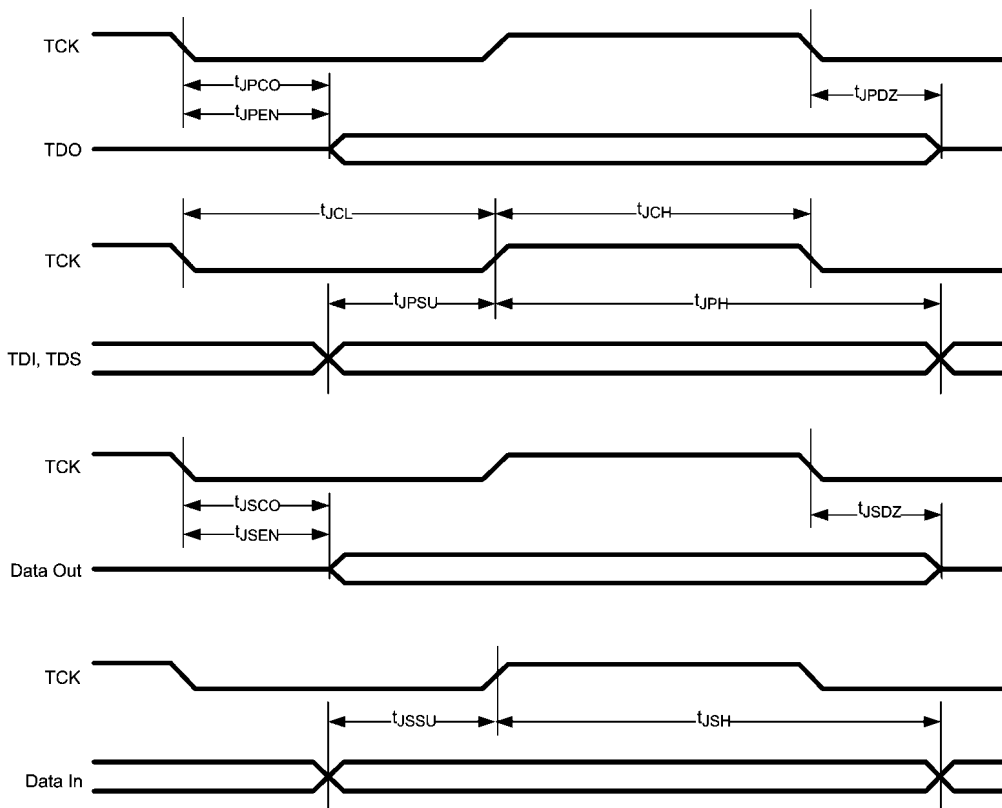 TCK
tJPCO
tJPEN
tJPDZ
TDO
tJCL
tJCH
TCK
tJPSU
tJPH
TDI, TDS
TCK
tJSCO
tJSEN
tJSDZ
Data Out
TCK
tJSSU
tJSH
Data In